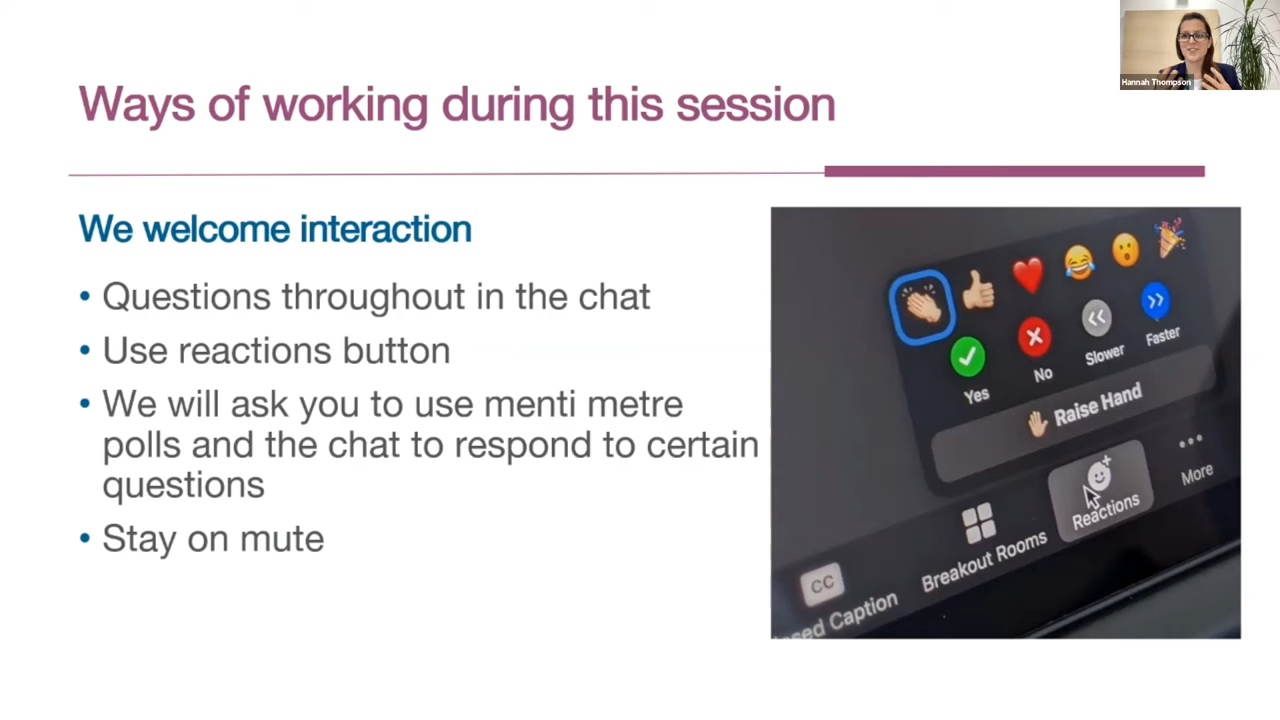 Hannah Thompson
Ways of working during this session
We welcome interaction
• Questions throughout in the chat
• Use reactions button
• We will ask you to use menti metre
polls and the chat to respond to certain
questions
• Stay on mute
Yes
No
Slower
Faster
Raise Hand
CC
Breakout Rooms
Reactions
More
Caption